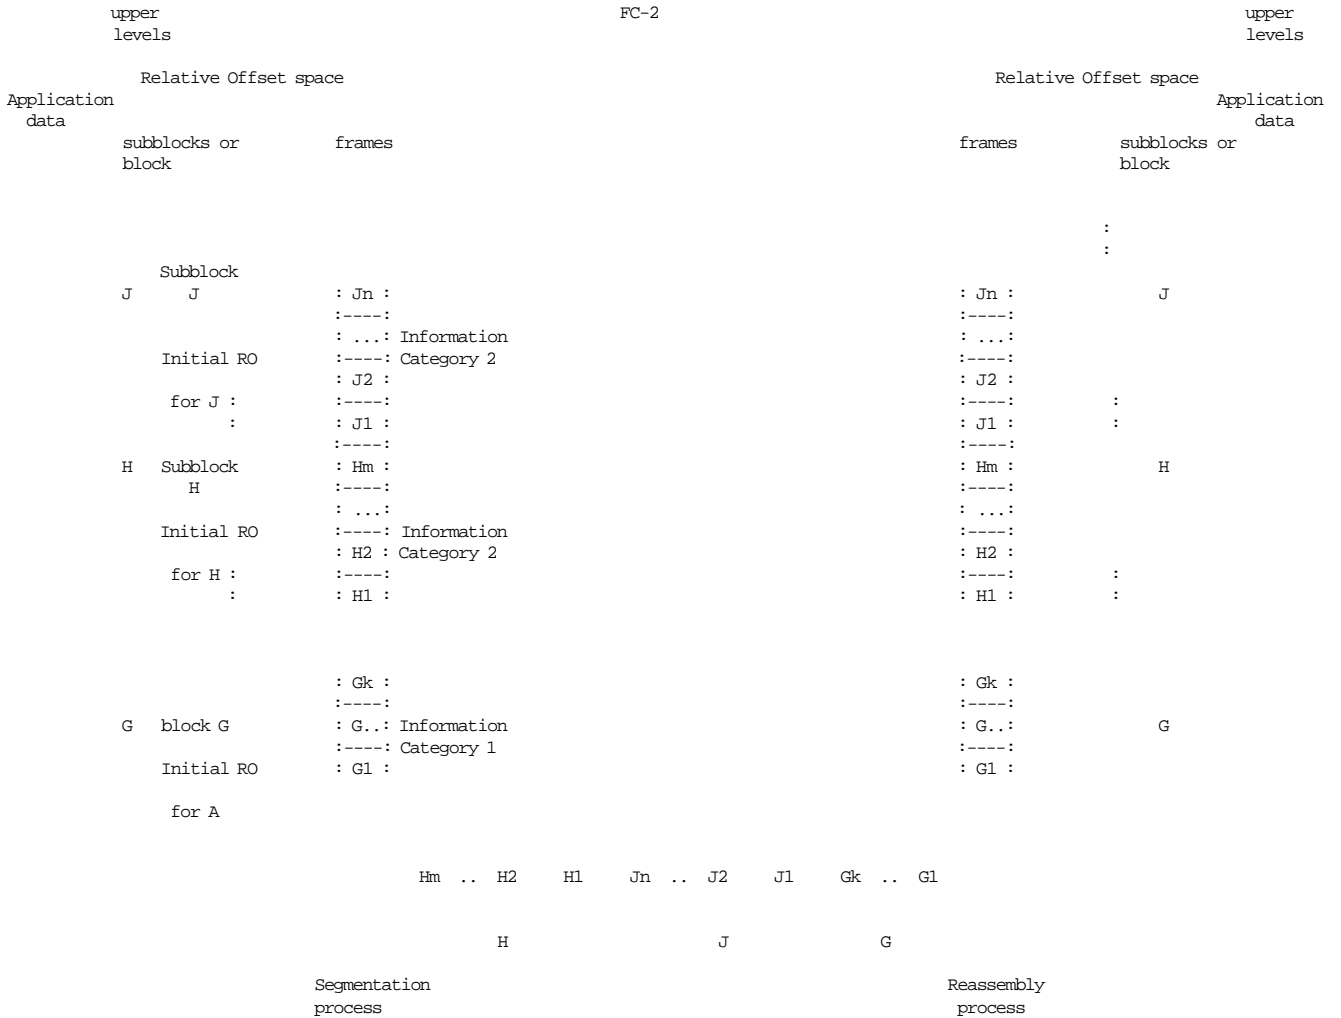 upper FC-2 upper
levels levels
Relative Offset space Relative Offset space
Application Application
data data
subblocks or frames frames subblocks or
block block
:
:
Subblock
J J : Jn : : Jn : J
:----: :----:
: ...: Information : ...:
Initial RO :----: Category 2 :----:
: J2 : : J2 :
for J : :----: :----: :
: : J1 : : J1 : :
:----: :----:
H Subblock : Hm : : Hm : H
H :----: :----:
: ...: : ...:
Initial RO :----: Information :----:
: H2 : Category 2 : H2 :
for H : :----: :----: :
: : H1 : : H1 : :
: Gk : : Gk :
:----: :----:
G block G : G..: Information : G..: G
:----: Category 1 :----:
Initial RO : G1 : : G1 :
for A
Hm .. H2 H1 Jn .. J2 J1 Gk .. G1
H J G
Segmentation Reassembly
process process